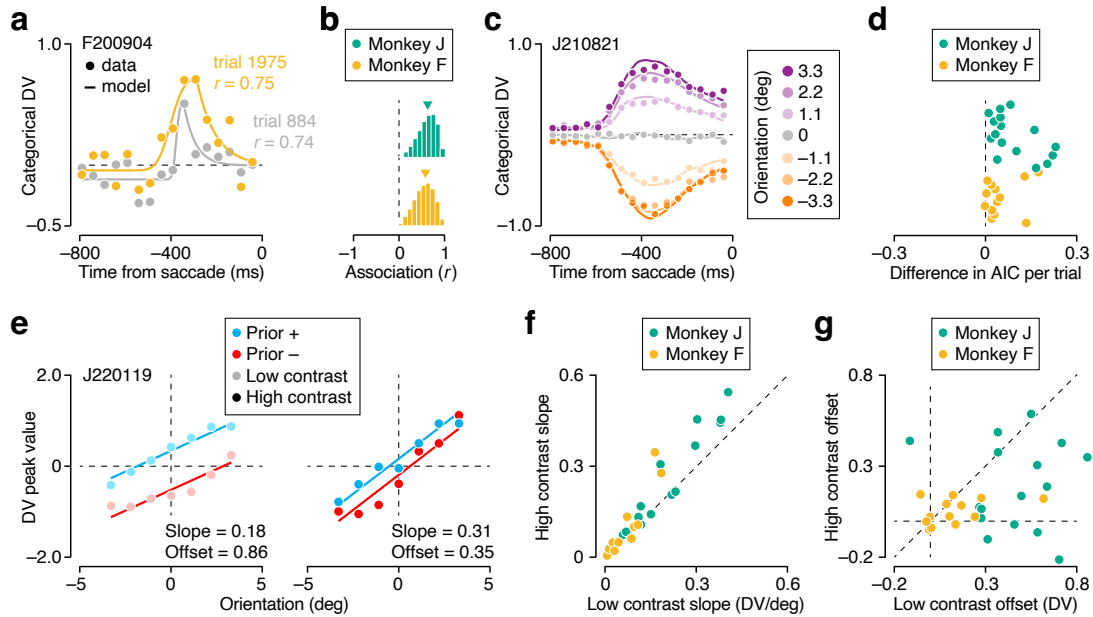 a
F200904
data
model
trial 1975
r = 0.75
trial 884
r = 0.74
1.0
−0.5
Categorical DV
−800
−400
0
Time from saccade (ms)
b
Monkey J
Monkey F
−1
0
1
Association (r)
c
J210821
1.0
−1.0
Categorical DV
−800
−400
0
Time from saccade (ms)
Orientation (deg)
3.3
2.2
1.1
0
−1.1
−2.2
−3.3
d
Monkey J
Monkey F
−0.3
0
0.3
Difference in AIC per trial
e
Prior +
Prior −
Low contrast
High contrast
J220119
2.0
0
−2.0
DV peak value
Slope = 0.18
Offset = 0.86
Slope = 0.31
Offset = 0.35
−5
0
5
−5
0
5
Orientation (deg)
f
Monkey J
Monkey F
0.6
0.3
0
High contrast slope
0
0.3
0.6
Low contrast slope (DV/deg)
g
Monkey J
Monkey F
0.8
0.3
−0.2
High contrast offset
−0.2
0.3
0.8
Low contrast offset (DV)